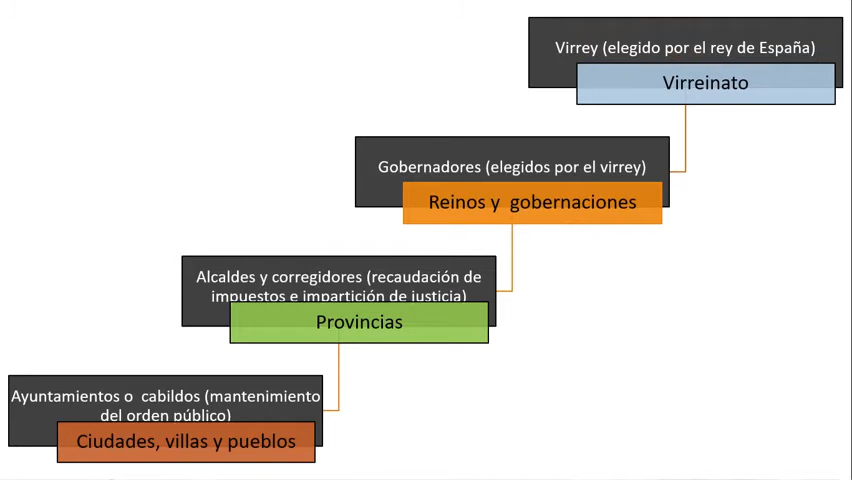 Virrey (elegido por el rey de España)
Virreinato
Gobernadores (elegidos por el virrey)
Reinos y  gobernaciones
Alcaldes y corregidores (recaudación de
impuestos e impartición de justicia)
Provincias
Ayuntamientos o  cabildos (mantenimiento
del orden público)
Ciudades, villas y pueblos